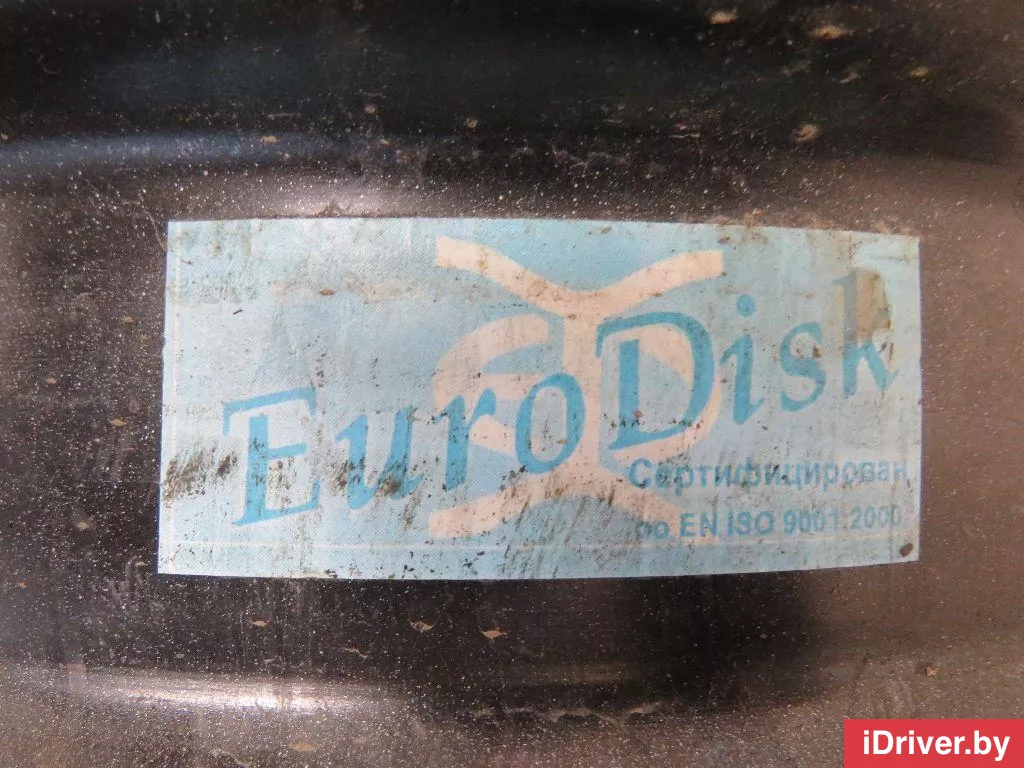 EuroDisk
Сертифицирован
по EN ISO 9001:2000
iDriver.by